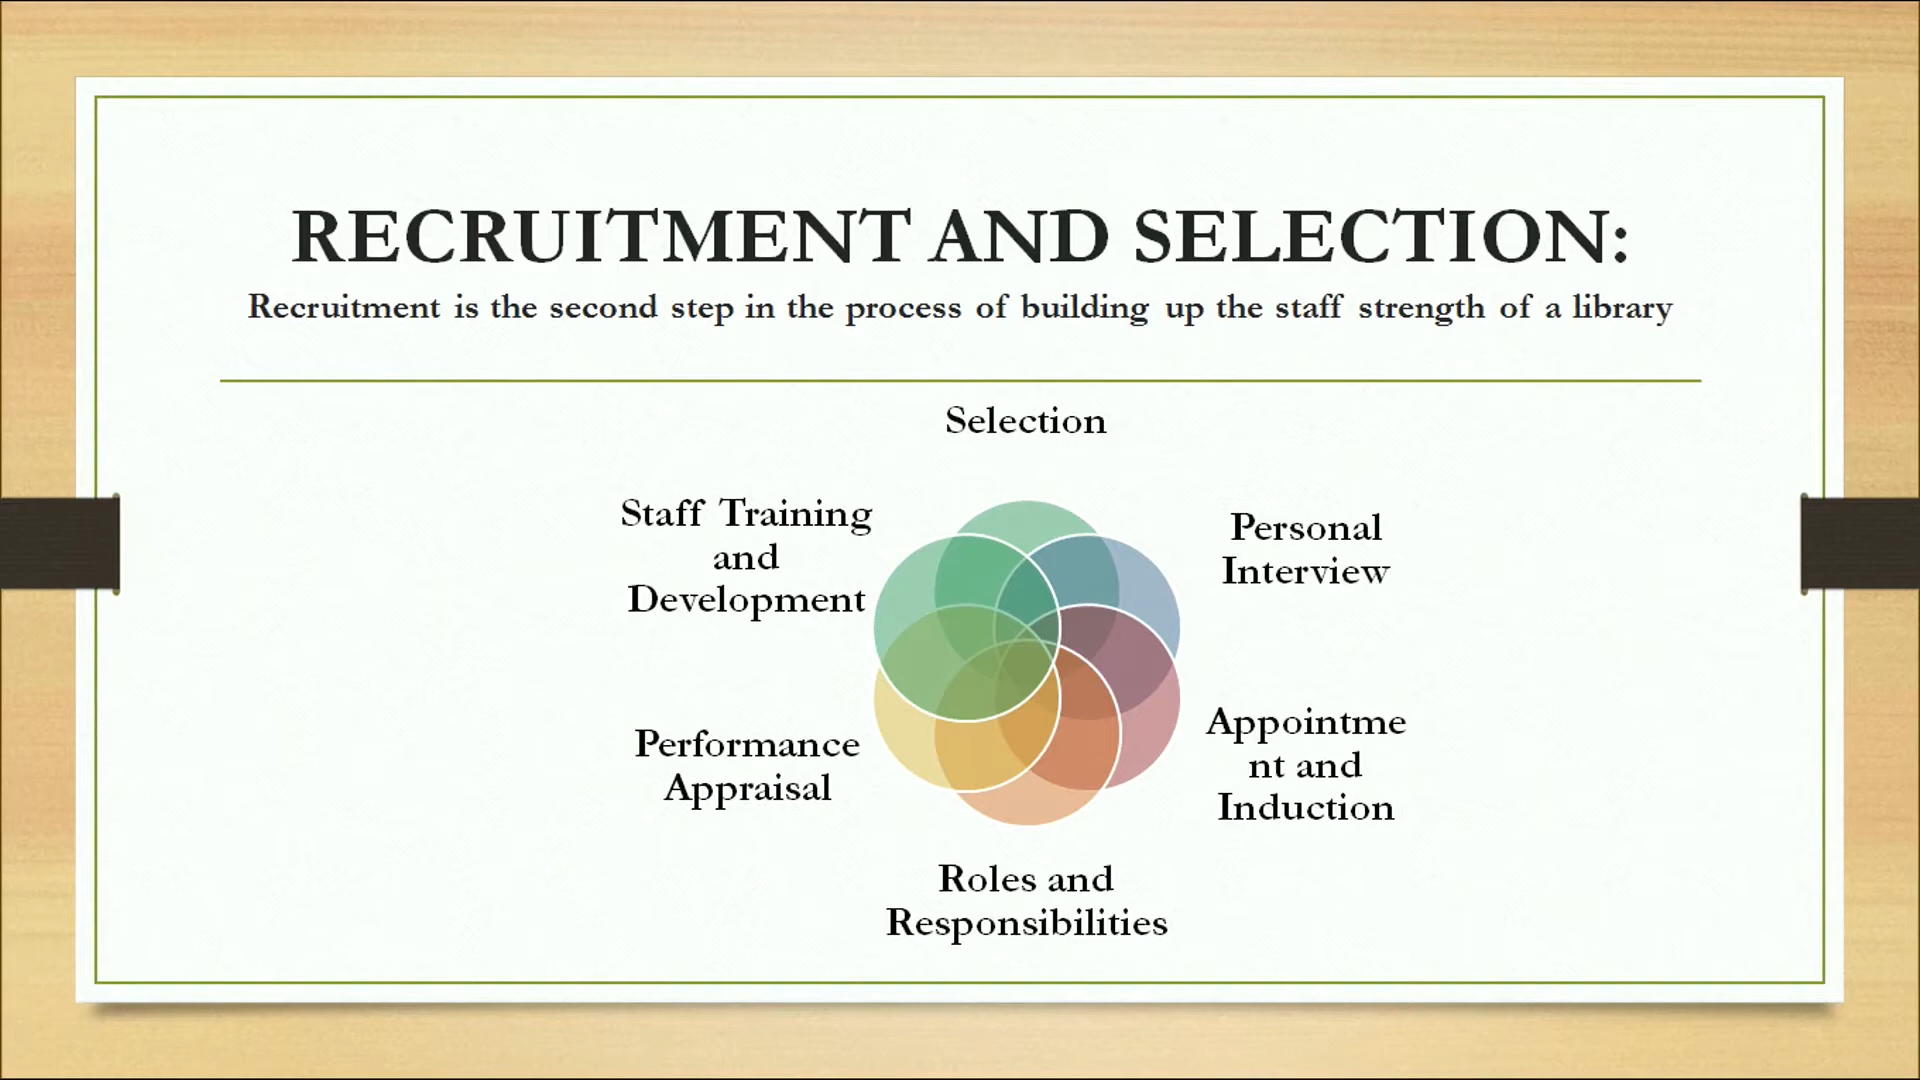 RECRUITMENT AND SELECTION:
Recruitment is the second step in the process of building up the staff strength of a library
Selection
Personal
Interview
Appointme
nt and
Induction
Roles and
Responsibilities
Performance
Appraisal
Staff Training
and
Development